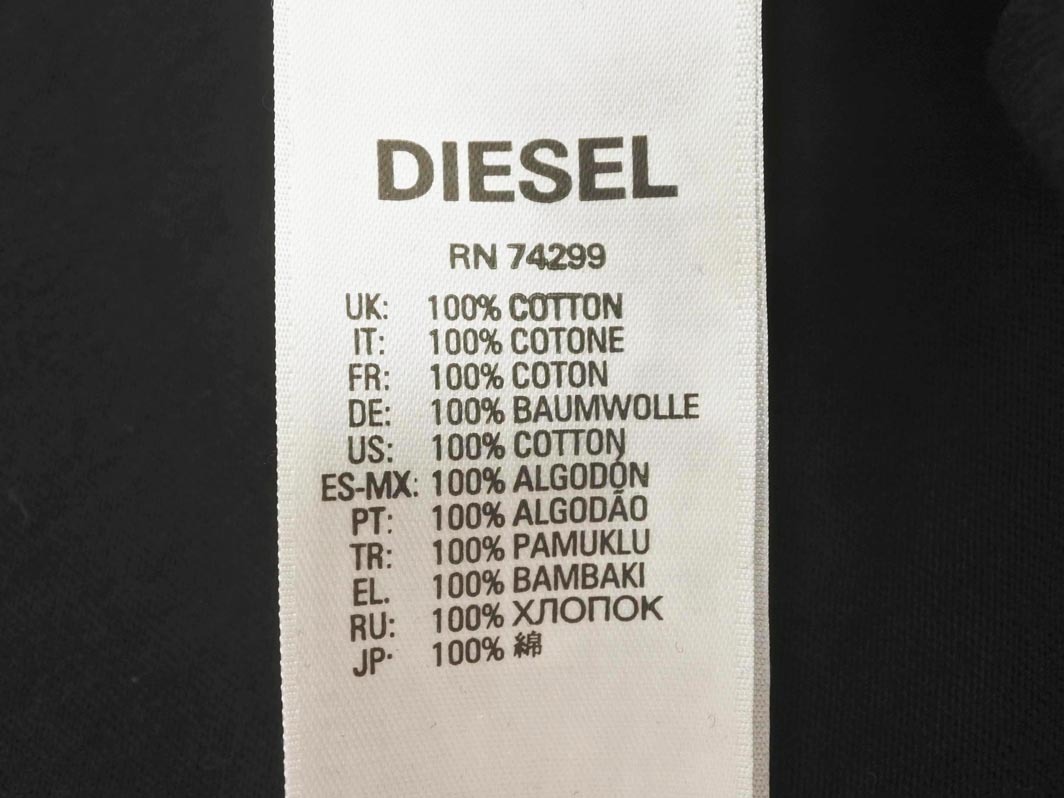 DIESEL
RN 74299
UK: 100% COTTON
IT: 100% COTONE
FR: 100% COTON
DE: 100% BAUMWOLLE
US: 100% COTTON
ES-MX: 100% ALGODÓN
PT: 100% ALGODÃO
TR: 100% PAMUKLU
EL. 100% BAMBAKI
RU: 100% ХЛОПОК
JP· 100% 綿